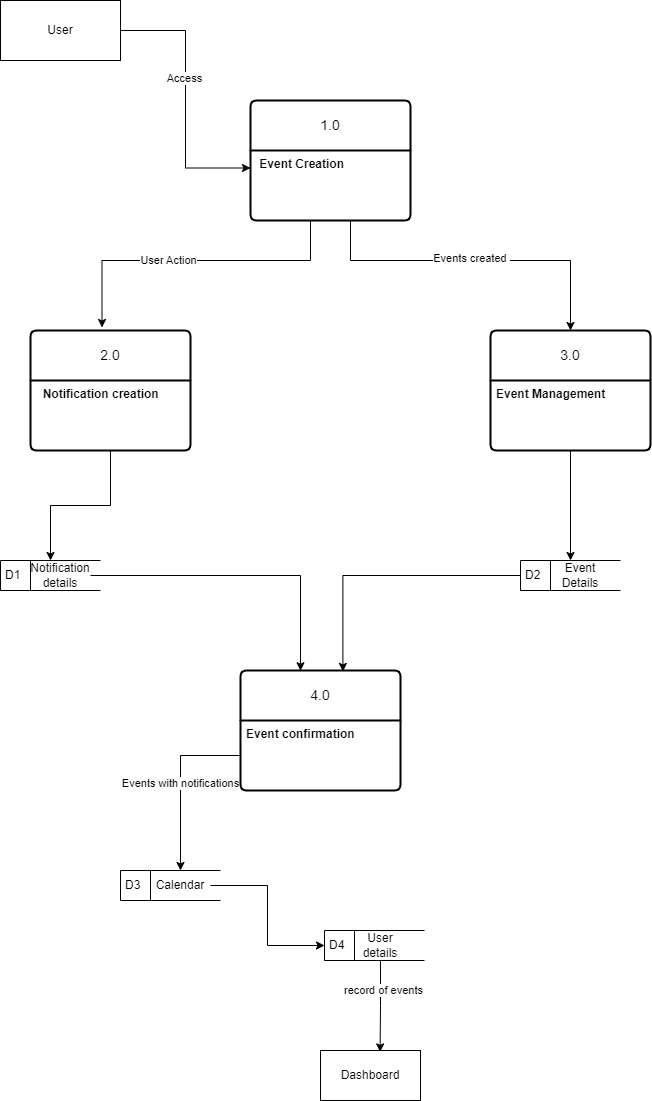 User
Access
1.0
Event Creation
User Action
Events created
2.0
Notification creation
3.0
Event Management
D1
Notification
details
D2
Event
Details
4.0
Event confirmation
Events with notifications
D3
Calendar
D4
User
details
record of events
Dashboard